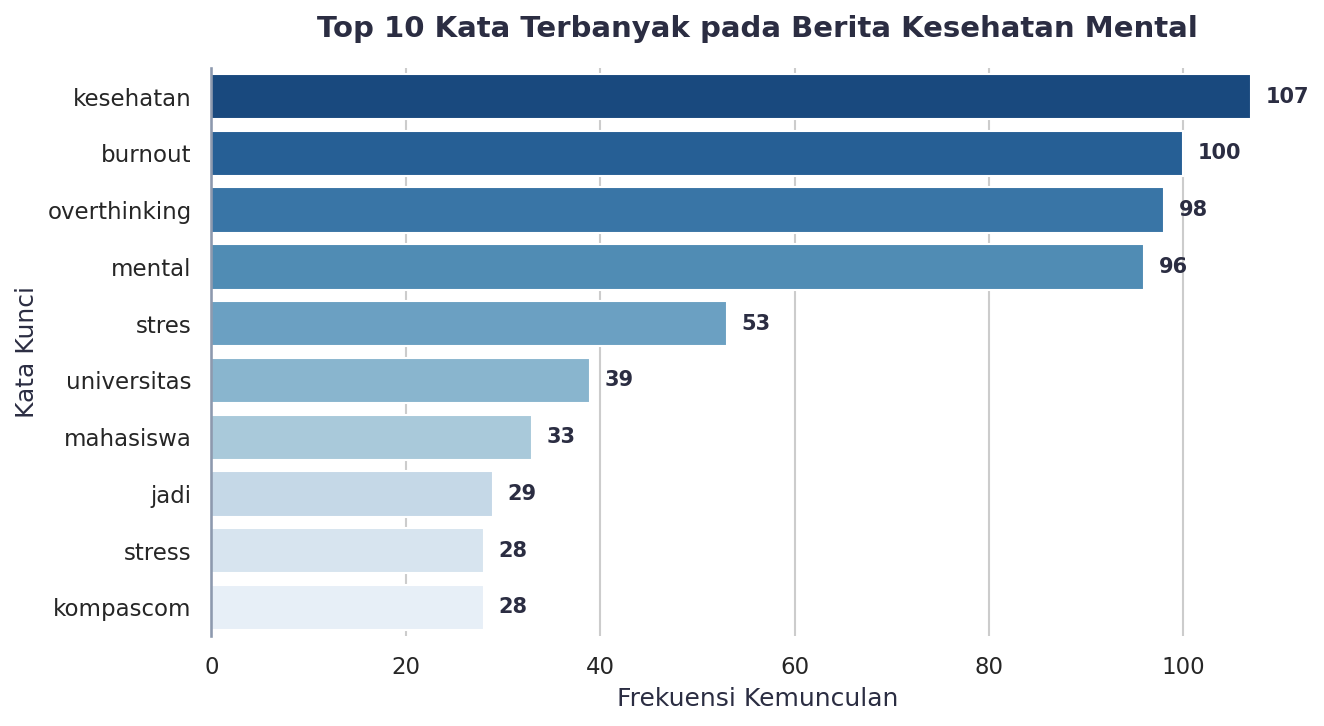 Top 10 Kata Terbanyak pada Berita Kesehatan Mental
Kata Kunci
kesehatan 107
burnout 100
overthinking 98
mental 96
stres 53
universitas 39
mahasiswa 33
jadi 29
stress 28
kompascom 28
0 20 40 60 80 100
Frekuensi Kemunculan